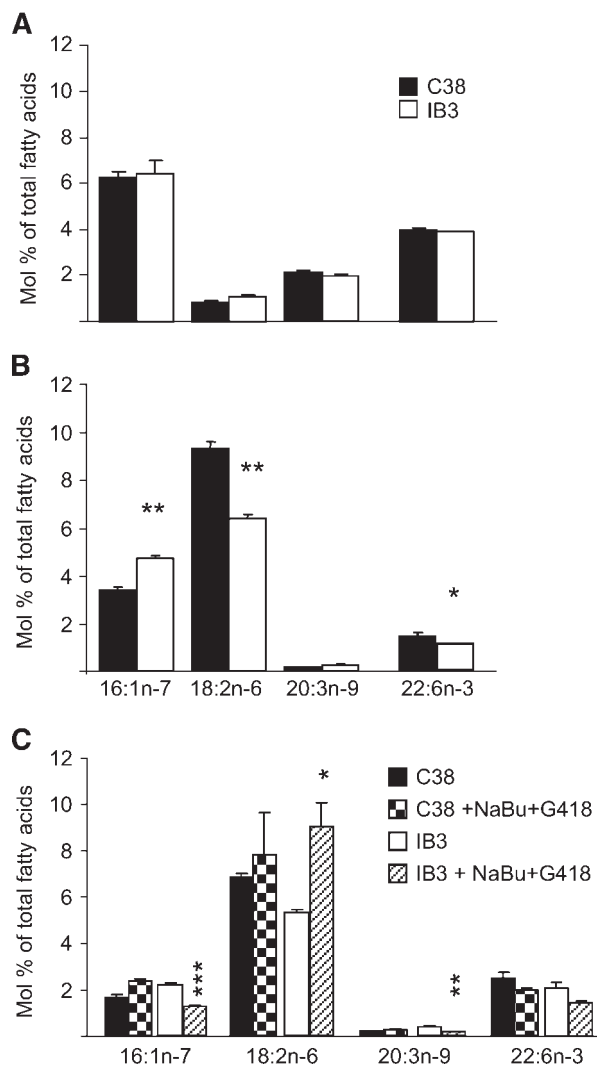 A
Mol % of total fatty acids
12
10
8
6
4
2
C38
IB3
B
Mol % of total fatty acids
12
10
8
6
4
2
**
**
*
16:1n-7 18:2n-6 20:3n-9 22:6n-3
C
Mol % of total fatty acids
12
10
8
6
4
2
C38
C38 +NaBu+G418
IB3
IB3 + NaBu+G418
***
*
**
16:1n-7 18:2n-6 20:3n-9 22:6n-3